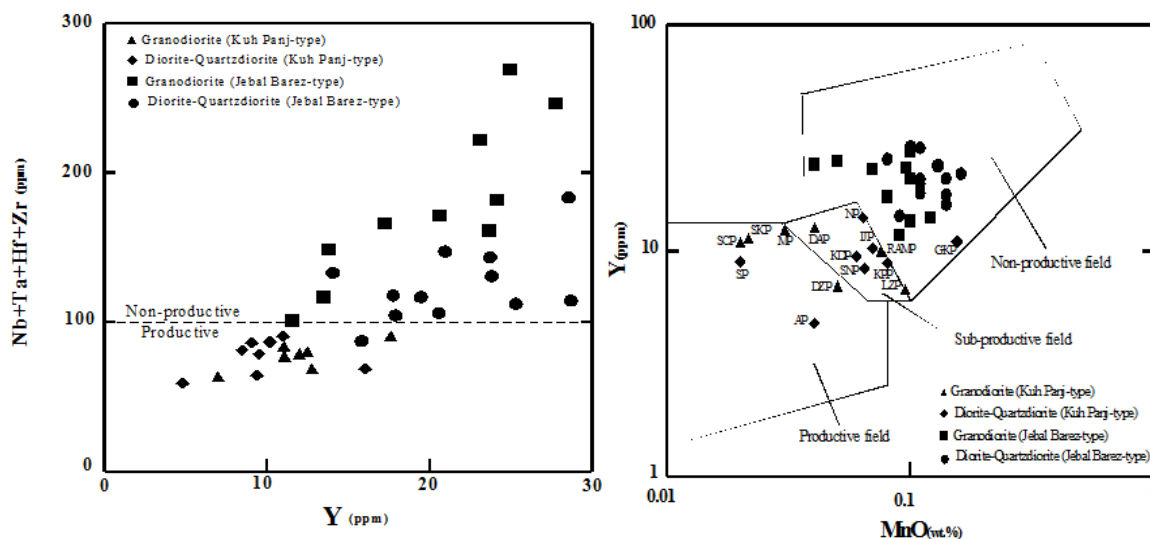 300
200
100
0
Nb+Ta+Hf+Zr (ppm)
Granodiorite (Kuh Panj-type)
Diorite-Quartzdiorite (Kuh Panj-type)
Granodiorite (Jebal Barez-type)
Diorite-Quartzdiorite (Jebal Barez-type)
Non-productive
Productive
10
20
30
Y (ppm)
100
10
1
Y(ppm)
NP
SCP
SKP
NP
DAP
IJP
RAMP
GKP
SP
KDP
SNP
KPP
DZP
LZP
AP
Non-productive field
Sub-productive field
Productive field
Granodiorite (Kuh Panj-type)
Diorite-Quartzdiorite (Kuh Panj-type)
Granodiorite (Jebal Barez-type)
Diorite-Quartzdiorite (Jebal Barez-type)
0.01
0.1
MnO(wt.%)